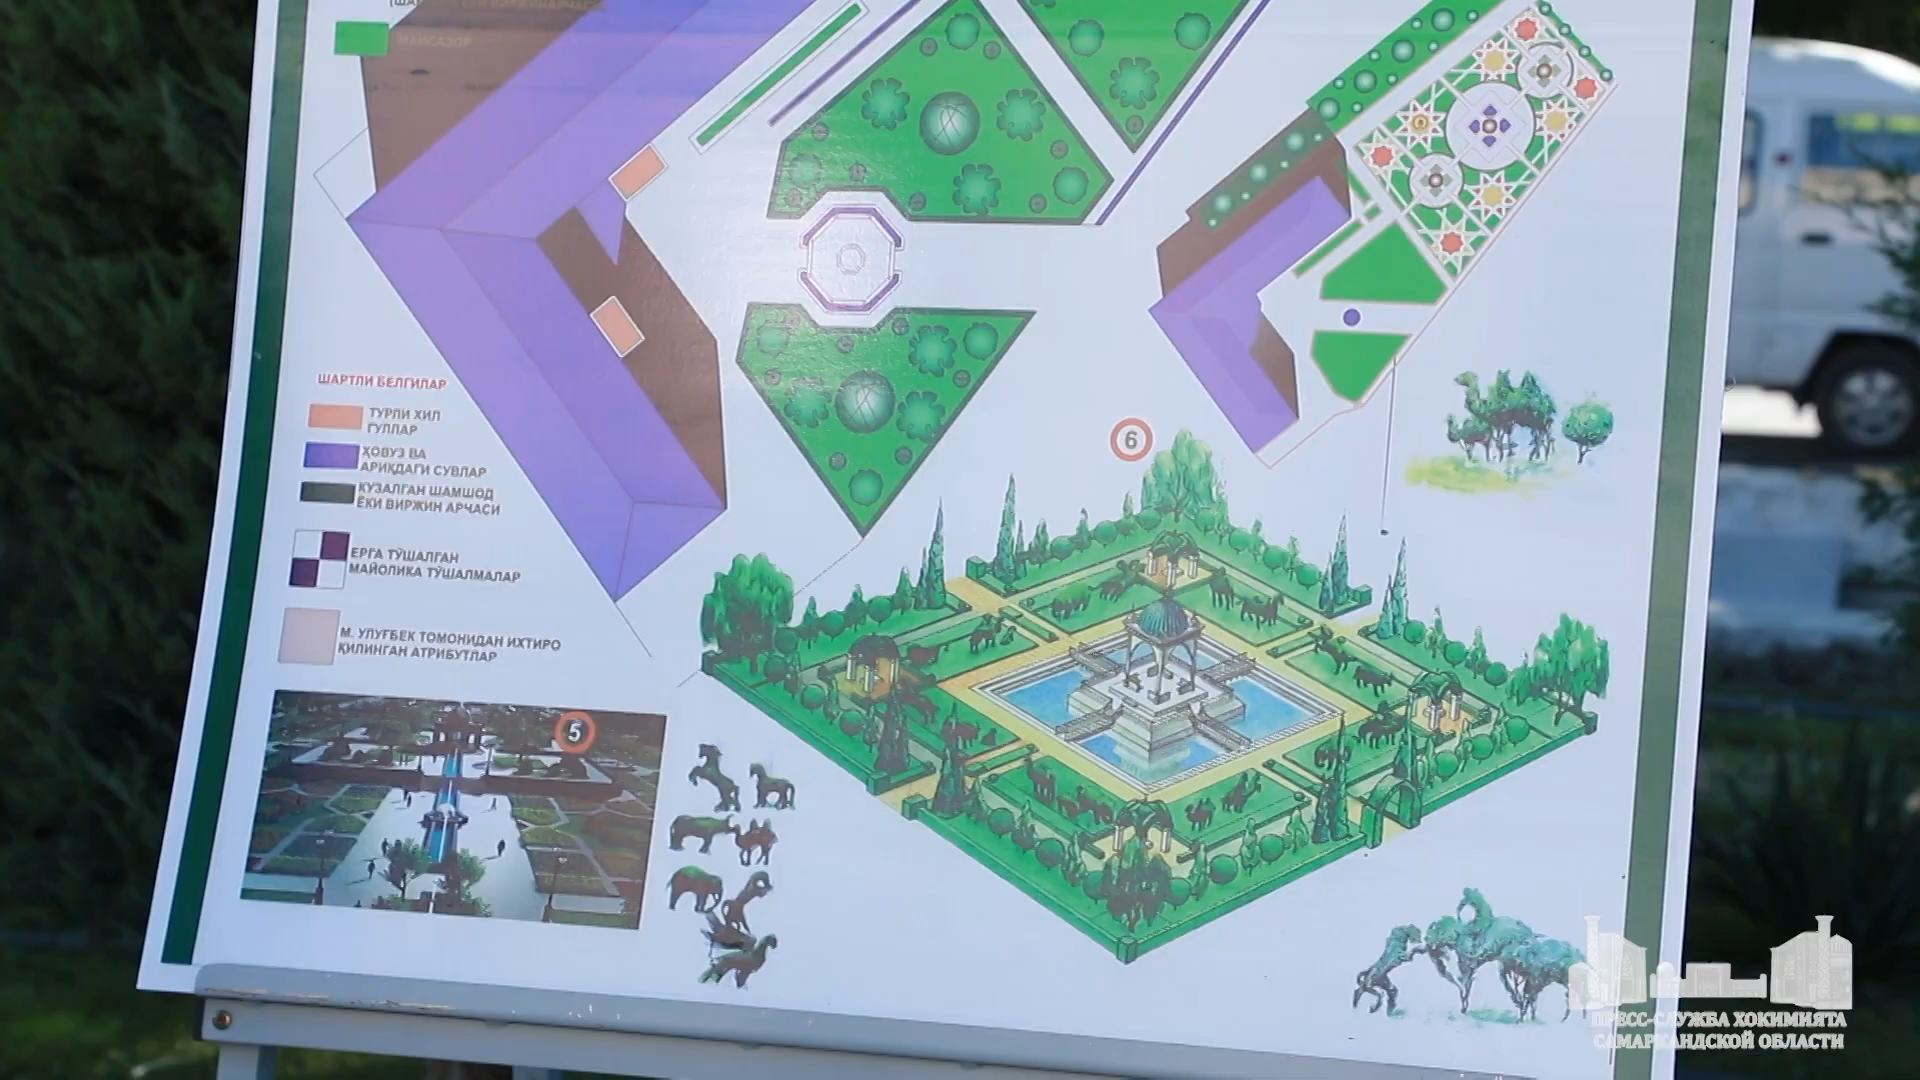 МАЙСАЗОР
ШАРТЛИ БЕЛГИЛАР
ТУРЛИ ХИЛ
ГУЛЛАР
ҲОВУЗ ВА
АРИҚДАГИ СУВЛАР
КУЗАЛГАН ШАМШОД
ЁКИ ВИРЖИН АРЧАСИ
ЕРГА ТЎШАЛГАН
МАЙОЛИКА ТЎШАЛМАЛАР
М. УЛУҒБЕК ТОМОНИДАН ИХТИРО
ҚИЛИНГАН АТРИБУТЛАР
5
6
ПРЕСС-СЛУЖБА ХОКИМИЯТА
САМАРКАНДСКОЙ ОБЛАСТИ